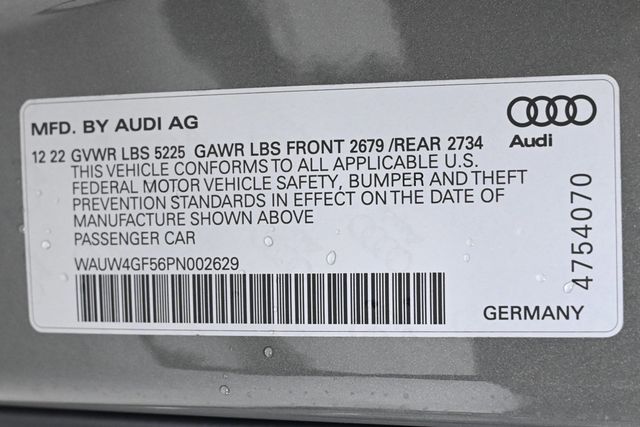 MFD. BY AUDI AG
12 22 GVWR LBS 5225 GAWR LBS FRONT 2679 /REAR 2734
THIS VEHICLE CONFORMS TO ALL APPLICABLE U.S.
FEDERAL MOTOR VEHICLE SAFETY, BUMPER AND THEFT
PREVENTION STANDARDS IN EFFECT ON THE DATE OF
MANUFACTURE SHOWN ABOVE
PASSENGER CAR
WAUW4GF56PN002629
Audi
4754070
GERMANY